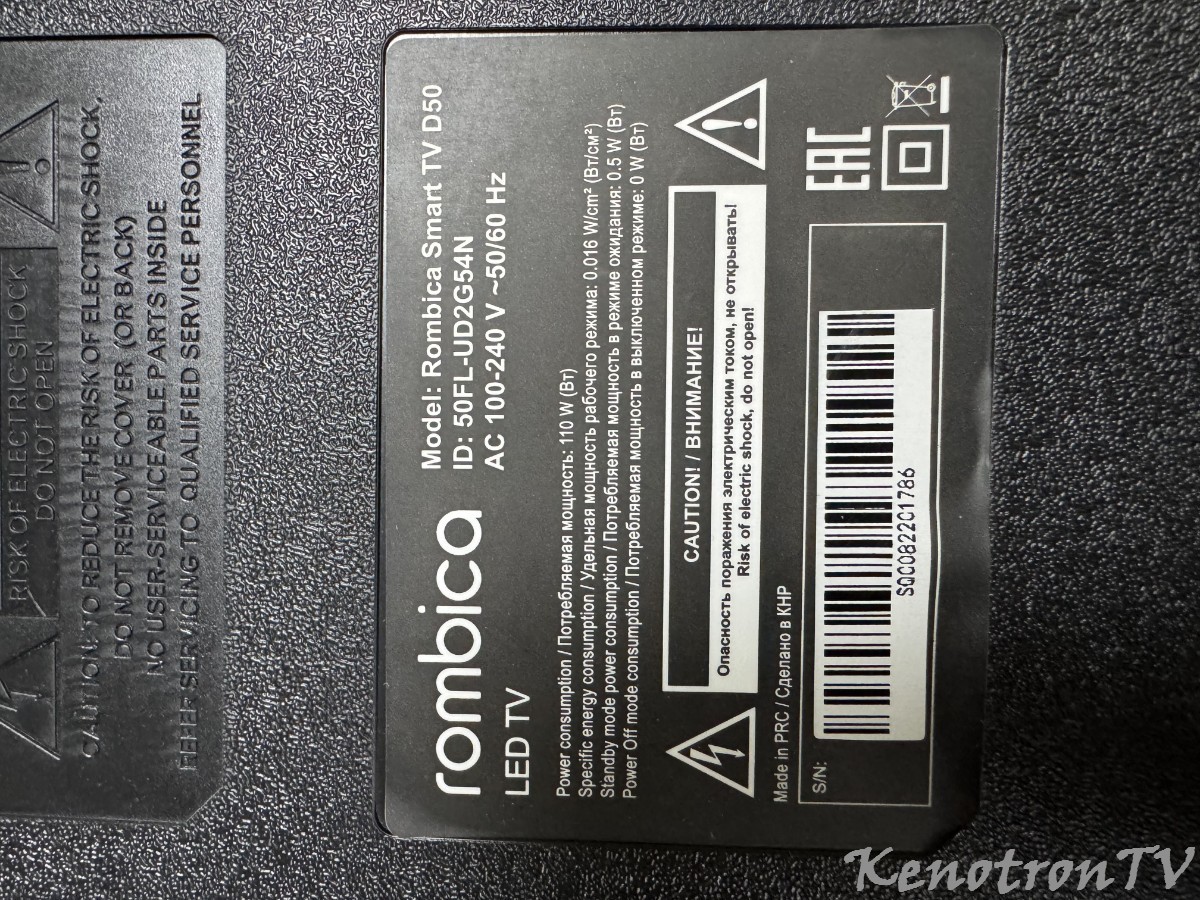 RISK OF ELECTRIC SHOCK
DO NOT OPEN
CAUTION: TO REDUCE THE RISK OF ELECTRIC SHOCK,
DO NOT REMOVE COVER (OR BACK)
NO USER-SERVICEABLE PARTS INSIDE
REFER SERVICING TO QUALIFIED SERVICE PERSONNEL
rombica
LED TV
Model: Rombica Smart TV D50
ID: 50FL-UD2G54N
AC 100-240 V ~50/60 Hz
Power consumption / Потребляемая мощность: 110 W (Вт)
Specific energy consumption / Удельная мощность рабочего режима: 0.016 W/cm² (Вт/см²)
Standby mode power consumption / Потребляемая мощность в режиме ожидания: 0.5 W (Вт)
Power Off mode consumption / Потребляемая мощность в выключенном режиме: 0 W (Вт)
CAUTION! / ВНИМАНИЕ!
Опасность поражения электрическим током, не открывать!
Risk of electric shock, do not open!
Made in PRC / Сделано в КНР
S/N:
SQC0822C1786
EAC
KenotronTV